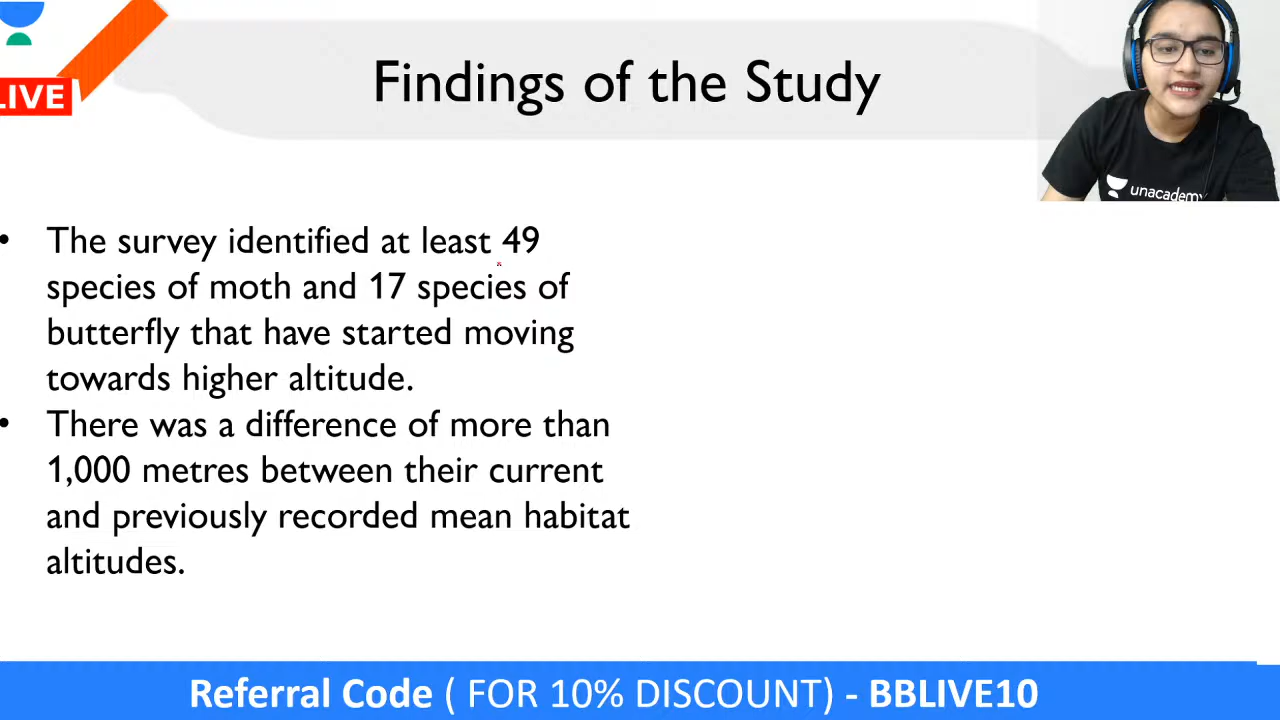 LIVE
Findings of the Study
unacademy
• The survey identified at least 49
species of moth and 17 species of
butterfly that have started moving
towards higher altitude.
• There was a difference of more than
1,000 metres between their current
and previously recorded mean habitat
altitudes.
Referral Code ( FOR 10% DISCOUNT) - BBLIVE10